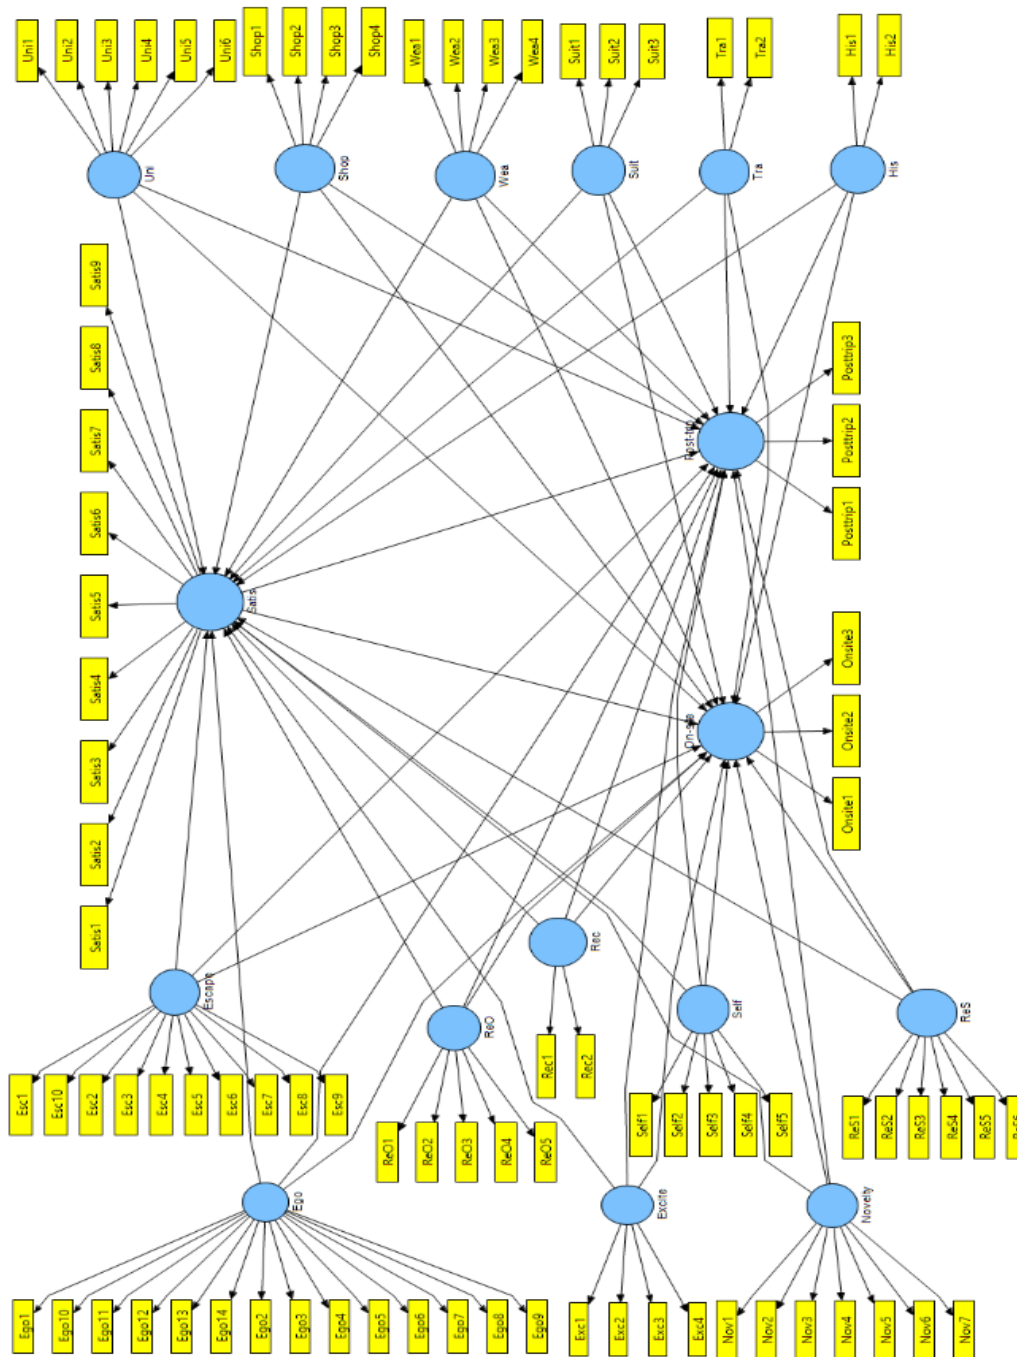 Uni1
Uni2
Uni3
Uni4
Uni5
Uni6
Shop1
Shop2
Shop3
Shop4
Wea1
Wea2
Wea3
Wea4
Suit1
Suit2
Suit3
Tra1
Tra2
His1
His2
Uni
Shop
Wea
Suit
Tra
His
Satis9
Satis8
Satis7
Satis6
Satis5
Satis4
Satis3
Satis2
Satis1
Satis
Post-trip
Posttrip3
Posttrip2
Posttrip1
On-site
Onsite3
Onsite2
Onsite1
Escape
Esc1
Esc10
Esc2
Esc3
Esc4
Esc5
Esc6
Esc7
Esc8
Esc9
ReO
ReO1
ReO2
ReO3
ReO4
ReO5
Rec
Rec1
Rec2
Self
Self1
Self2
Self3
Self4
Self5
ReS
ReS1
ReS2
ReS3
ReS4
ReS5
ReS6
Ego
Ego1
Ego10
Ego11
Ego12
Ego13
Ego14
Ego2
Ego3
Ego4
Ego5
Ego6
Ego7
Ego8
Ego9
Excite
Exc1
Exc2
Exc3
Exc4
Novelty
Nov1
Nov2
Nov3
Nov4
Nov5
Nov6
Nov7